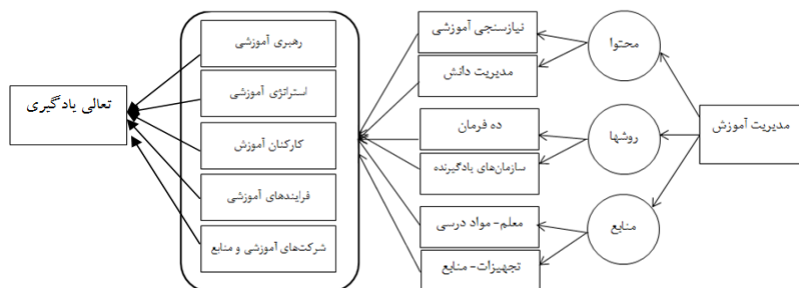 مدیریت آموزش
محتوا
روشها
منابع
نیازسنجی آموزشی
مدیریت دانش
ده فرمان
سازمان‌های یادگیرنده
معلم- مواد درسی
تجهیزات- منابع
رهبری آموزشی
استراتژی آموزشی
کارکنان آموزش
فرایندهای آموزشی
شرکت‌های آموزشی و منابع
تعالی یادگیری